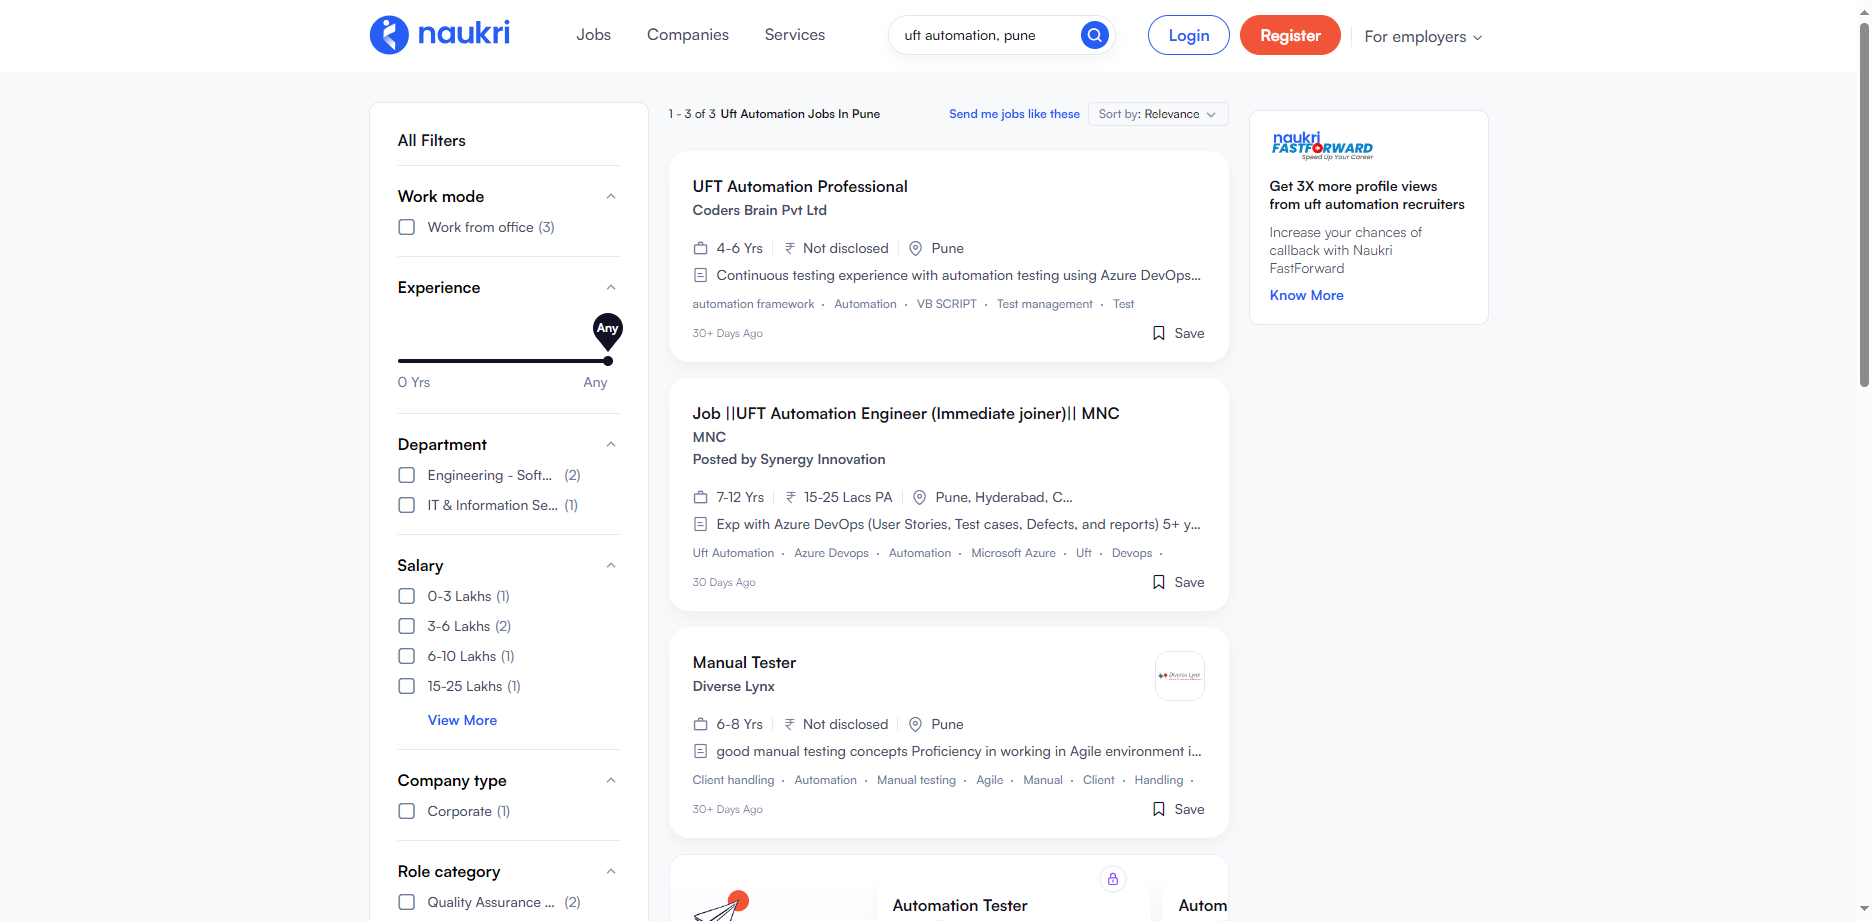 naukri
Jobs
Companies
Services
uft automation, pune
Login
Register
For employers
All Filters
Work mode
Work from office (3)
Experience
Any
0 Yrs
Any
Department
Engineering - Soft... (2)
IT & Information Se... (1)
Salary
0-3 Lakhs (1)
3-6 Lakhs (2)
6-10 Lakhs (1)
15-25 Lakhs (1)
View More
Company type
Corporate (1)
Role category
Quality Assurance ... (2)
1 - 3 of 3 Uft Automation Jobs In Pune
Send me jobs like these
Sort by: Relevance
UFT Automation Professional
Coders Brain Pvt Ltd
4-6 Yrs
₹ Not disclosed
Pune
Continuous testing experience with automation testing using Azure DevOps...
automation framework · Automation · VB SCRIPT · Test management · Test
30+ Days Ago
Save
Job ||UFT Automation Engineer (Immediate joiner)|| MNC
MNC
Posted by Synergy Innovation
7-12 Yrs
₹ 15-25 Lacs PA
Pune, Hyderabad, C...
Exp with Azure DevOps (User Stories, Test cases, Defects, and reports) 5+ y...
Uft Automation · Azure Devops · Automation · Microsoft Azure · Uft · Devops ·
30 Days Ago
Save
Manual Tester
Diverse Lynx
Diverse Lynx
6-8 Yrs
₹ Not disclosed
Pune
good manual testing concepts Proficiency in working in Agile environment i...
Client handling · Automation · Manual testing · Agile · Manual · Client · Handling ·
30+ Days Ago
Save
Automation Tester
Autom
naukri
FASTFORWARD
Speed Up Your Career
Get 3X more profile views
from uft automation recruiters
Increase your chances of
callback with Naukri
FastForward
Know More